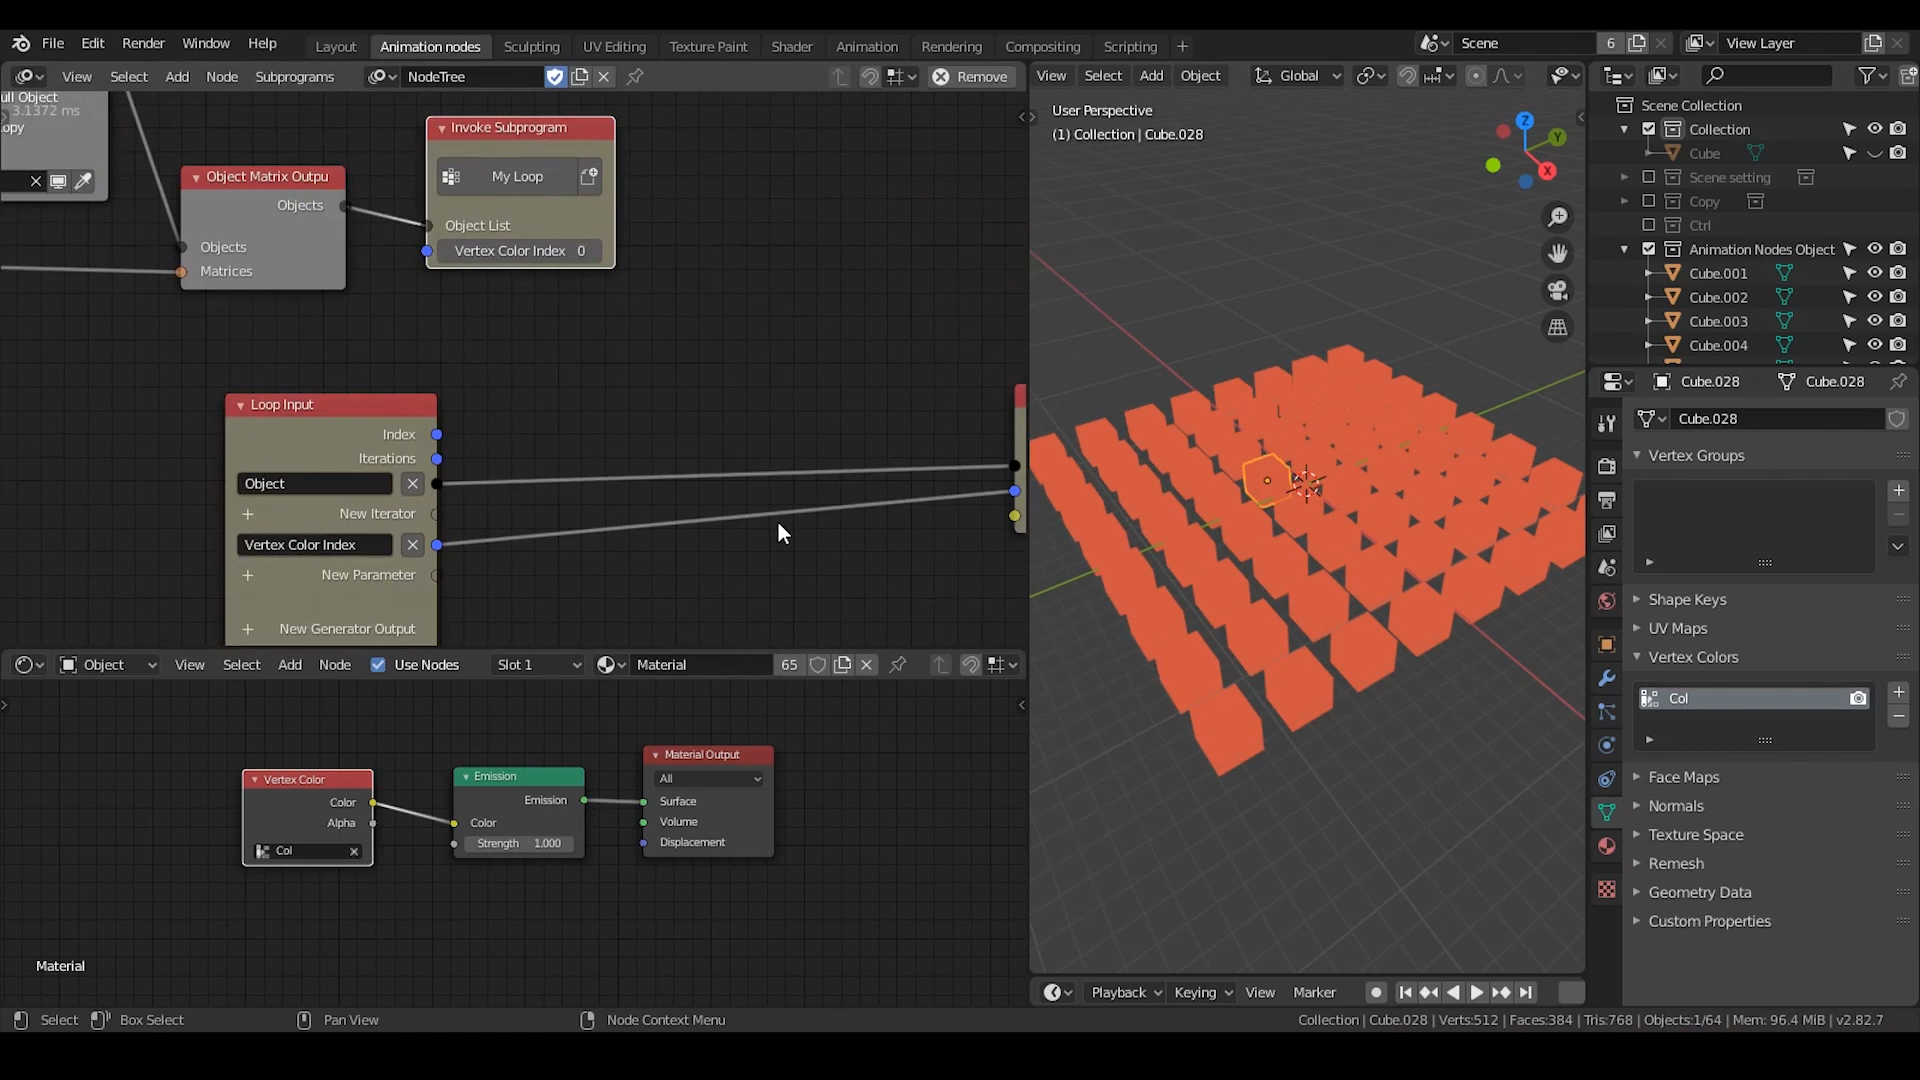 File Edit Render Window Help
Layout Animation nodes Sculpting UV Editing Texture Paint Shader Animation Rendering Compositing Scripting
Scene 6 View Layer
View Select Add Node Subprograms NodeTree Remove
ull Object
3.1372 ms
opy
Object Matrix Outpu
Objects
Objects
Matrices
Invoke Subprogram
My Loop
Object List
Vertex Color Index 0
Loop Input
Index
Iterations
Object
New Iterator
Vertex Color Index
New Parameter
New Generator Output
Object View Select Add Node Use Nodes Slot 1 Material 65
Vertex Color
Color
Alpha
Col
Emission
Emission
Color
Strength 1.000
Material Output
All
Surface
Volume
Displacement
Material
View Select Add Object Global
User Perspective
(1) Collection | Cube.028
Z
Y
X
Playback Keying View Marker
Scene Collection
Collection
Cube
Scene setting
Copy
Ctrl
Animation Nodes Object
Cube.001
Cube.002
Cube.003
Cube.004
Cube.028 Cube.028
Cube.028
Vertex Groups
Shape Keys
UV Maps
Vertex Colors
Col
Face Maps
Normals
Texture Space
Remesh
Geometry Data
Custom Properties
Select Box Select Pan View Node Context Menu
Collection | Cube.028 | Verts:512 | Faces:384 | Tris:768 | Objects:1/64 | Mem: 96.4 MiB | v2.82.7